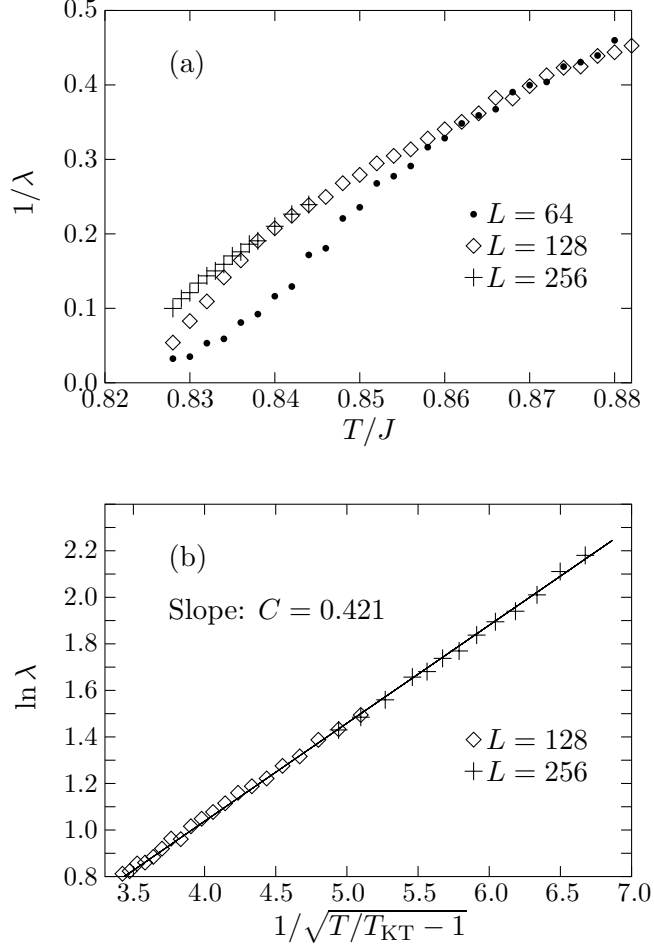 0.5
0.4
0.3
0.2
0.1
0.0
1/λ
(a)
L = 64
L = 128
L = 256
0.82 0.83 0.84 0.85 0.86 0.87 0.88
T/J
2.2
2.0
1.8
1.6
1.4
1.2
1.0
0.8
ln λ
(b)
Slope: C = 0.421
L = 128
L = 256
3.5 4.0 4.5 5.0 5.5 6.0 6.5 7.0
1/√(T/T_KT − 1)